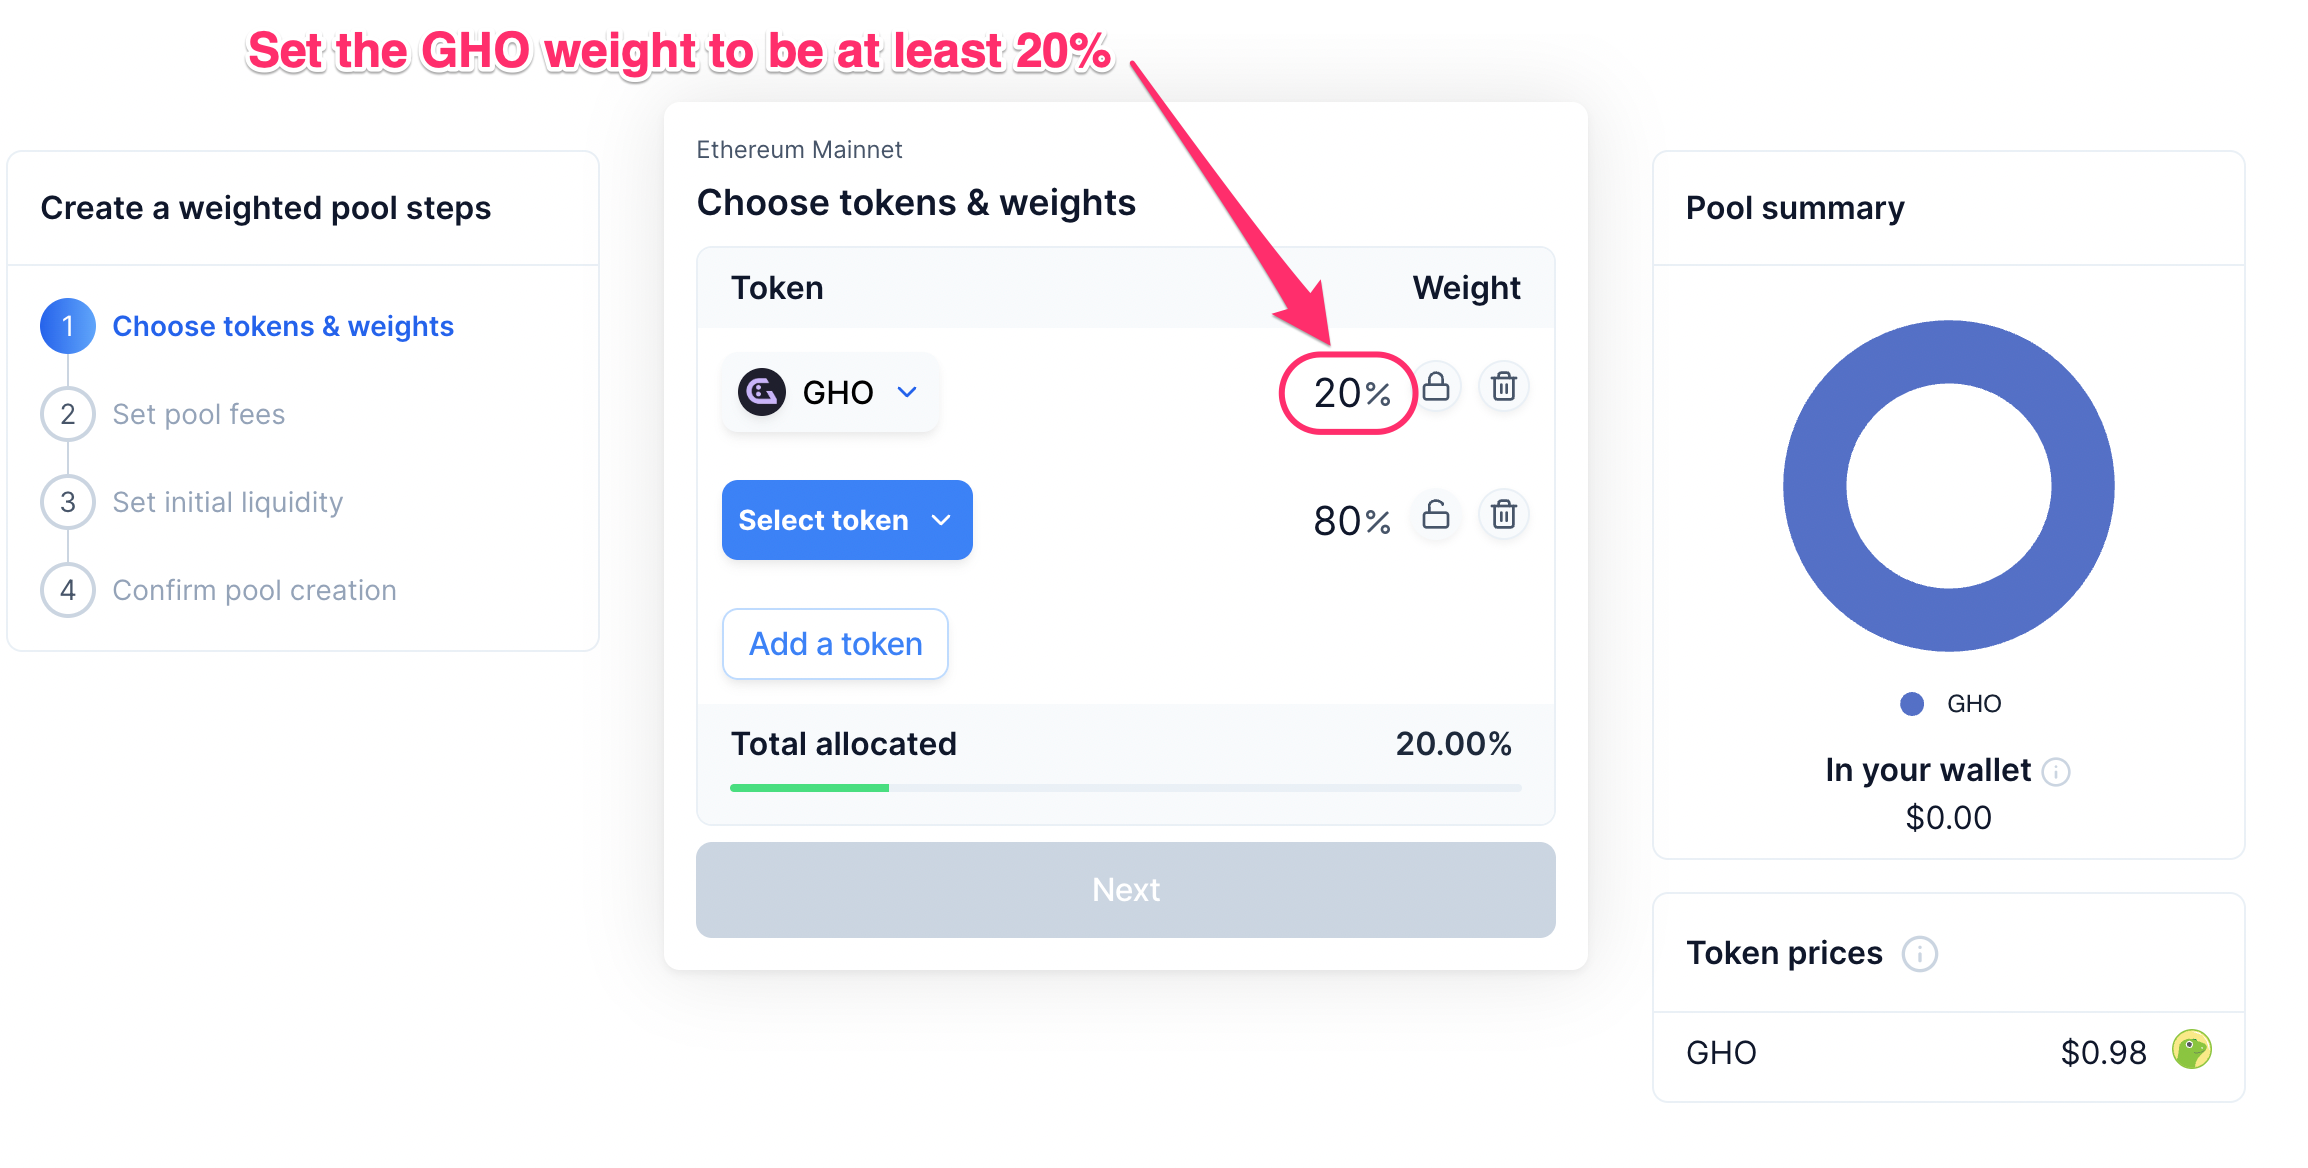 Set the GHO weight to be at least 20%
Create a weighted pool steps
1 Choose tokens & weights
2 Set pool fees
3 Set initial liquidity
4 Confirm pool creation
Ethereum Mainnet
Choose tokens & weights
Token Weight
GHO 20%
Select token 80%
Add a token
Total allocated 20.00%
Next
Pool summary
GHO
In your wallet
$0.00
Token prices
GHO $0.98